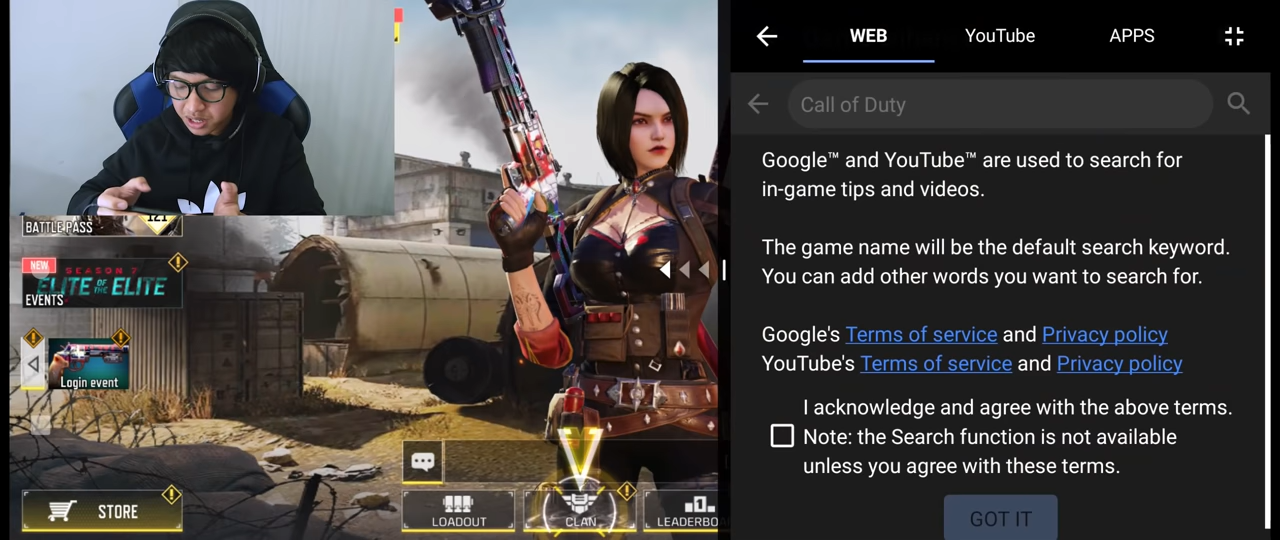 BATTLE PASS
121
NEW
SEASON 7
ELITE OF THE ELITE
EVENTS
Login event
STORE
LOADOUT
CLAN
LEADERBO
WEB
YouTube
APPS
Call of Duty
Google™ and YouTube™ are used to search for
in-game tips and videos.
The game name will be the default search keyword.
You can add other words you want to search for.
Google's Terms of service and Privacy policy
YouTube's Terms of service and Privacy policy
I acknowledge and agree with the above terms.
Note: the Search function is not available
unless you agree with these terms.
GOT IT